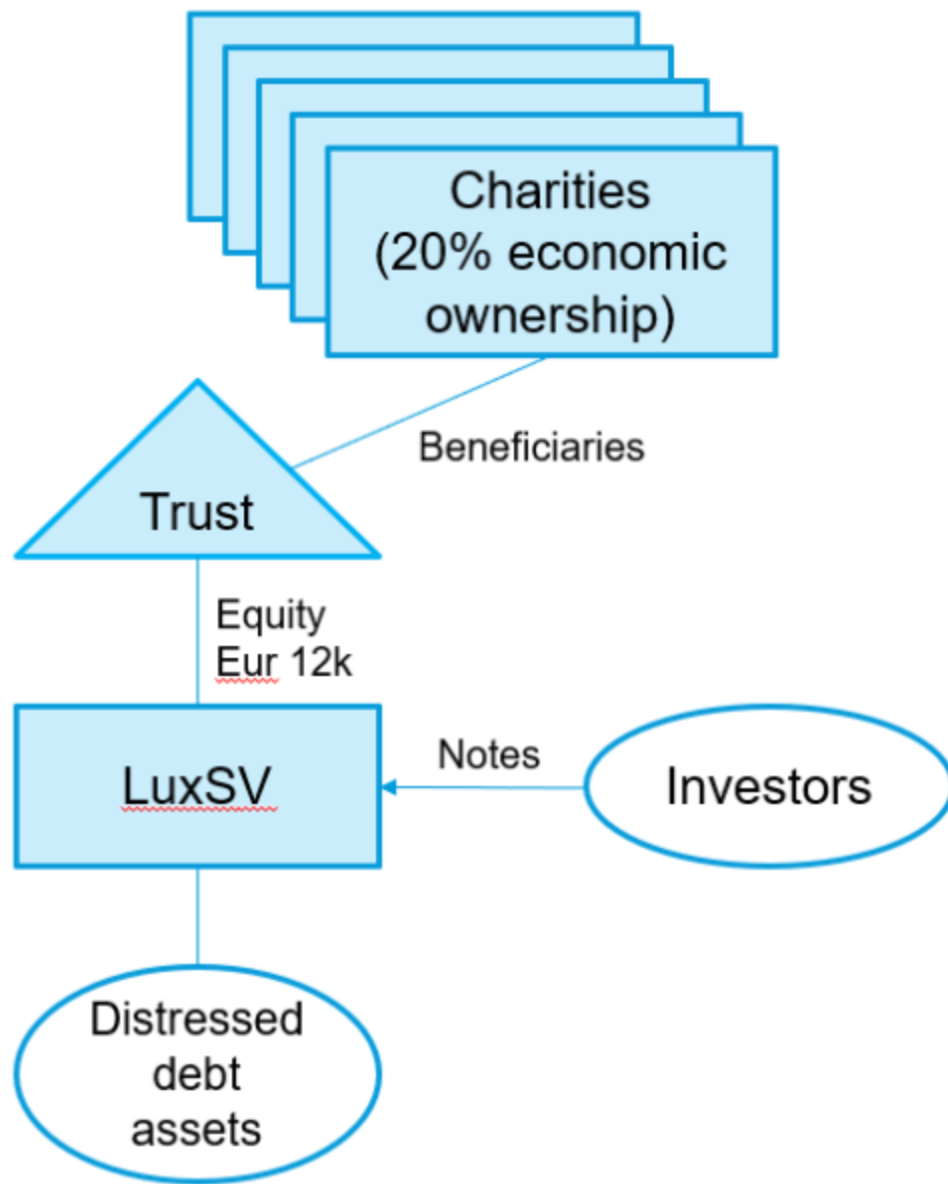 Charities
(20% economic
ownership)
Beneficiaries
Trust
Equity
Eur 12k
LuxSV
Notes
Investors
Distressed
debt
assets